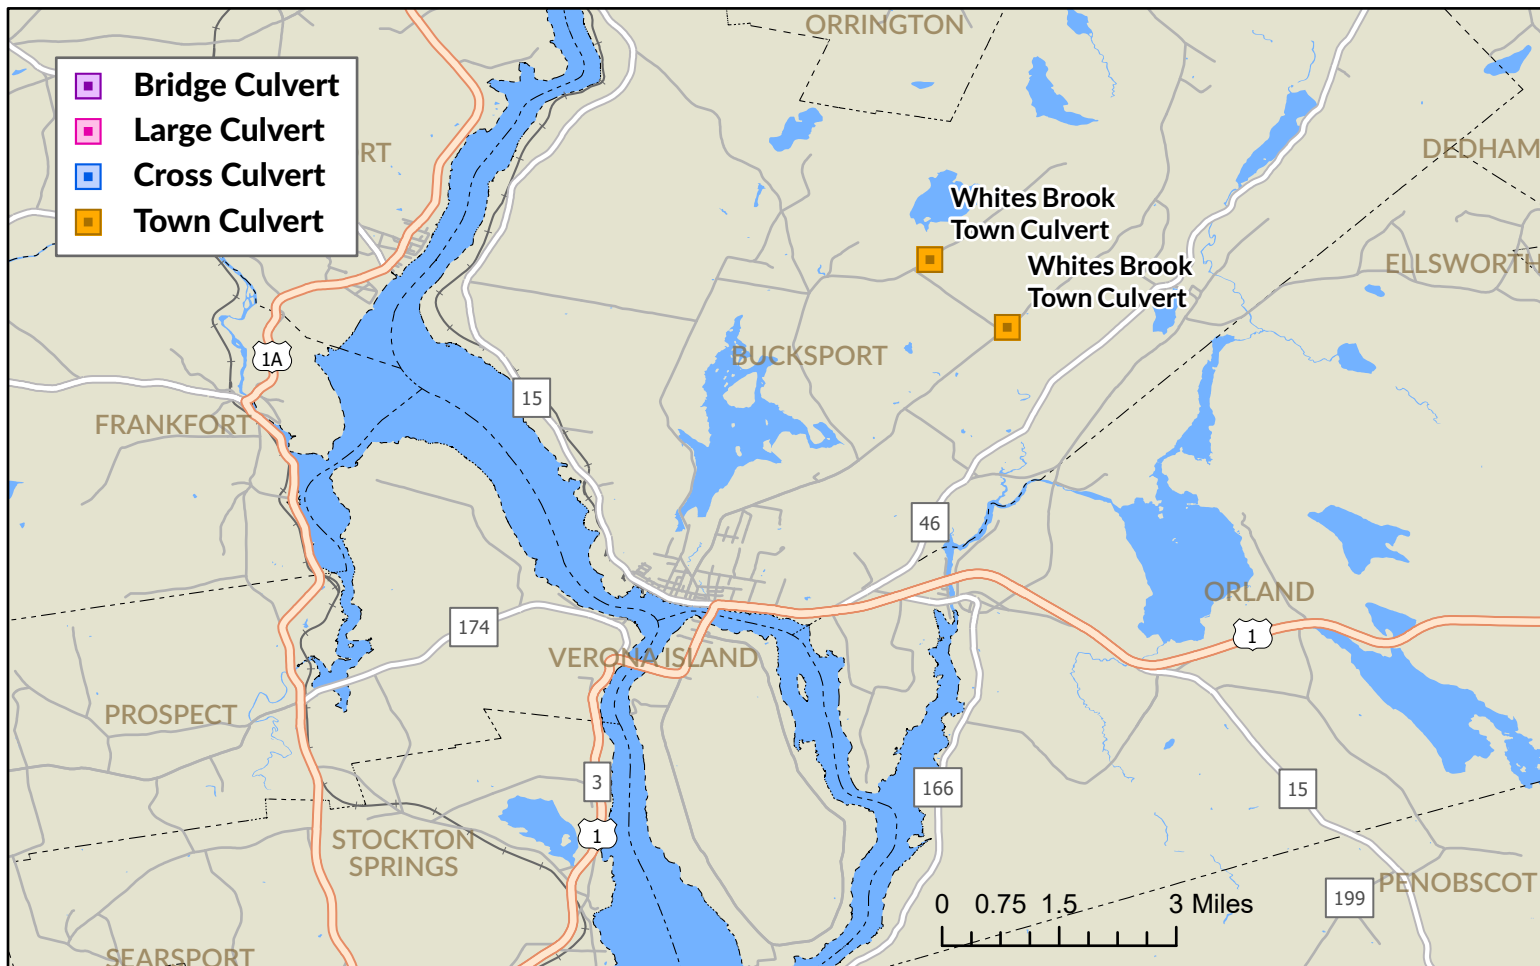 ORRINGTON
Bridge Culvert
Large Culvert
Cross Culvert
Town Culvert
RT
DEDHAM
Whites Brook
Town Culvert
Whites Brook
Town Culvert
ELLSWORTH
1A
BUCKSPORT
15
FRANKFORT
46
ORLAND
174
1
VERONA ISLAND
PROSPECT
3
166
15
1
STOCKTON
SPRINGS
PENOBSCOT
199
0 0.75 1.5 3 Miles
SEARSPORT